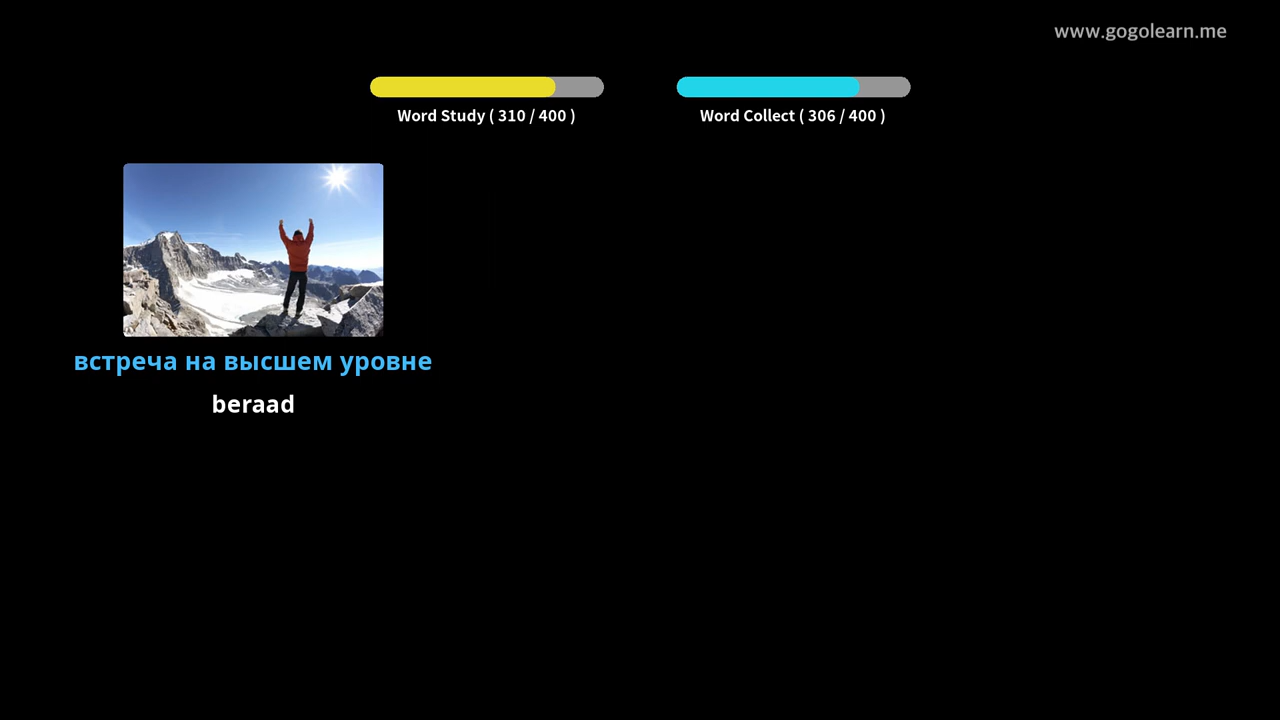 www.gogolearn.me
Word Study ( 310 / 400 )
Word Collect ( 306 / 400 )
встреча на высшем уровне
beraad